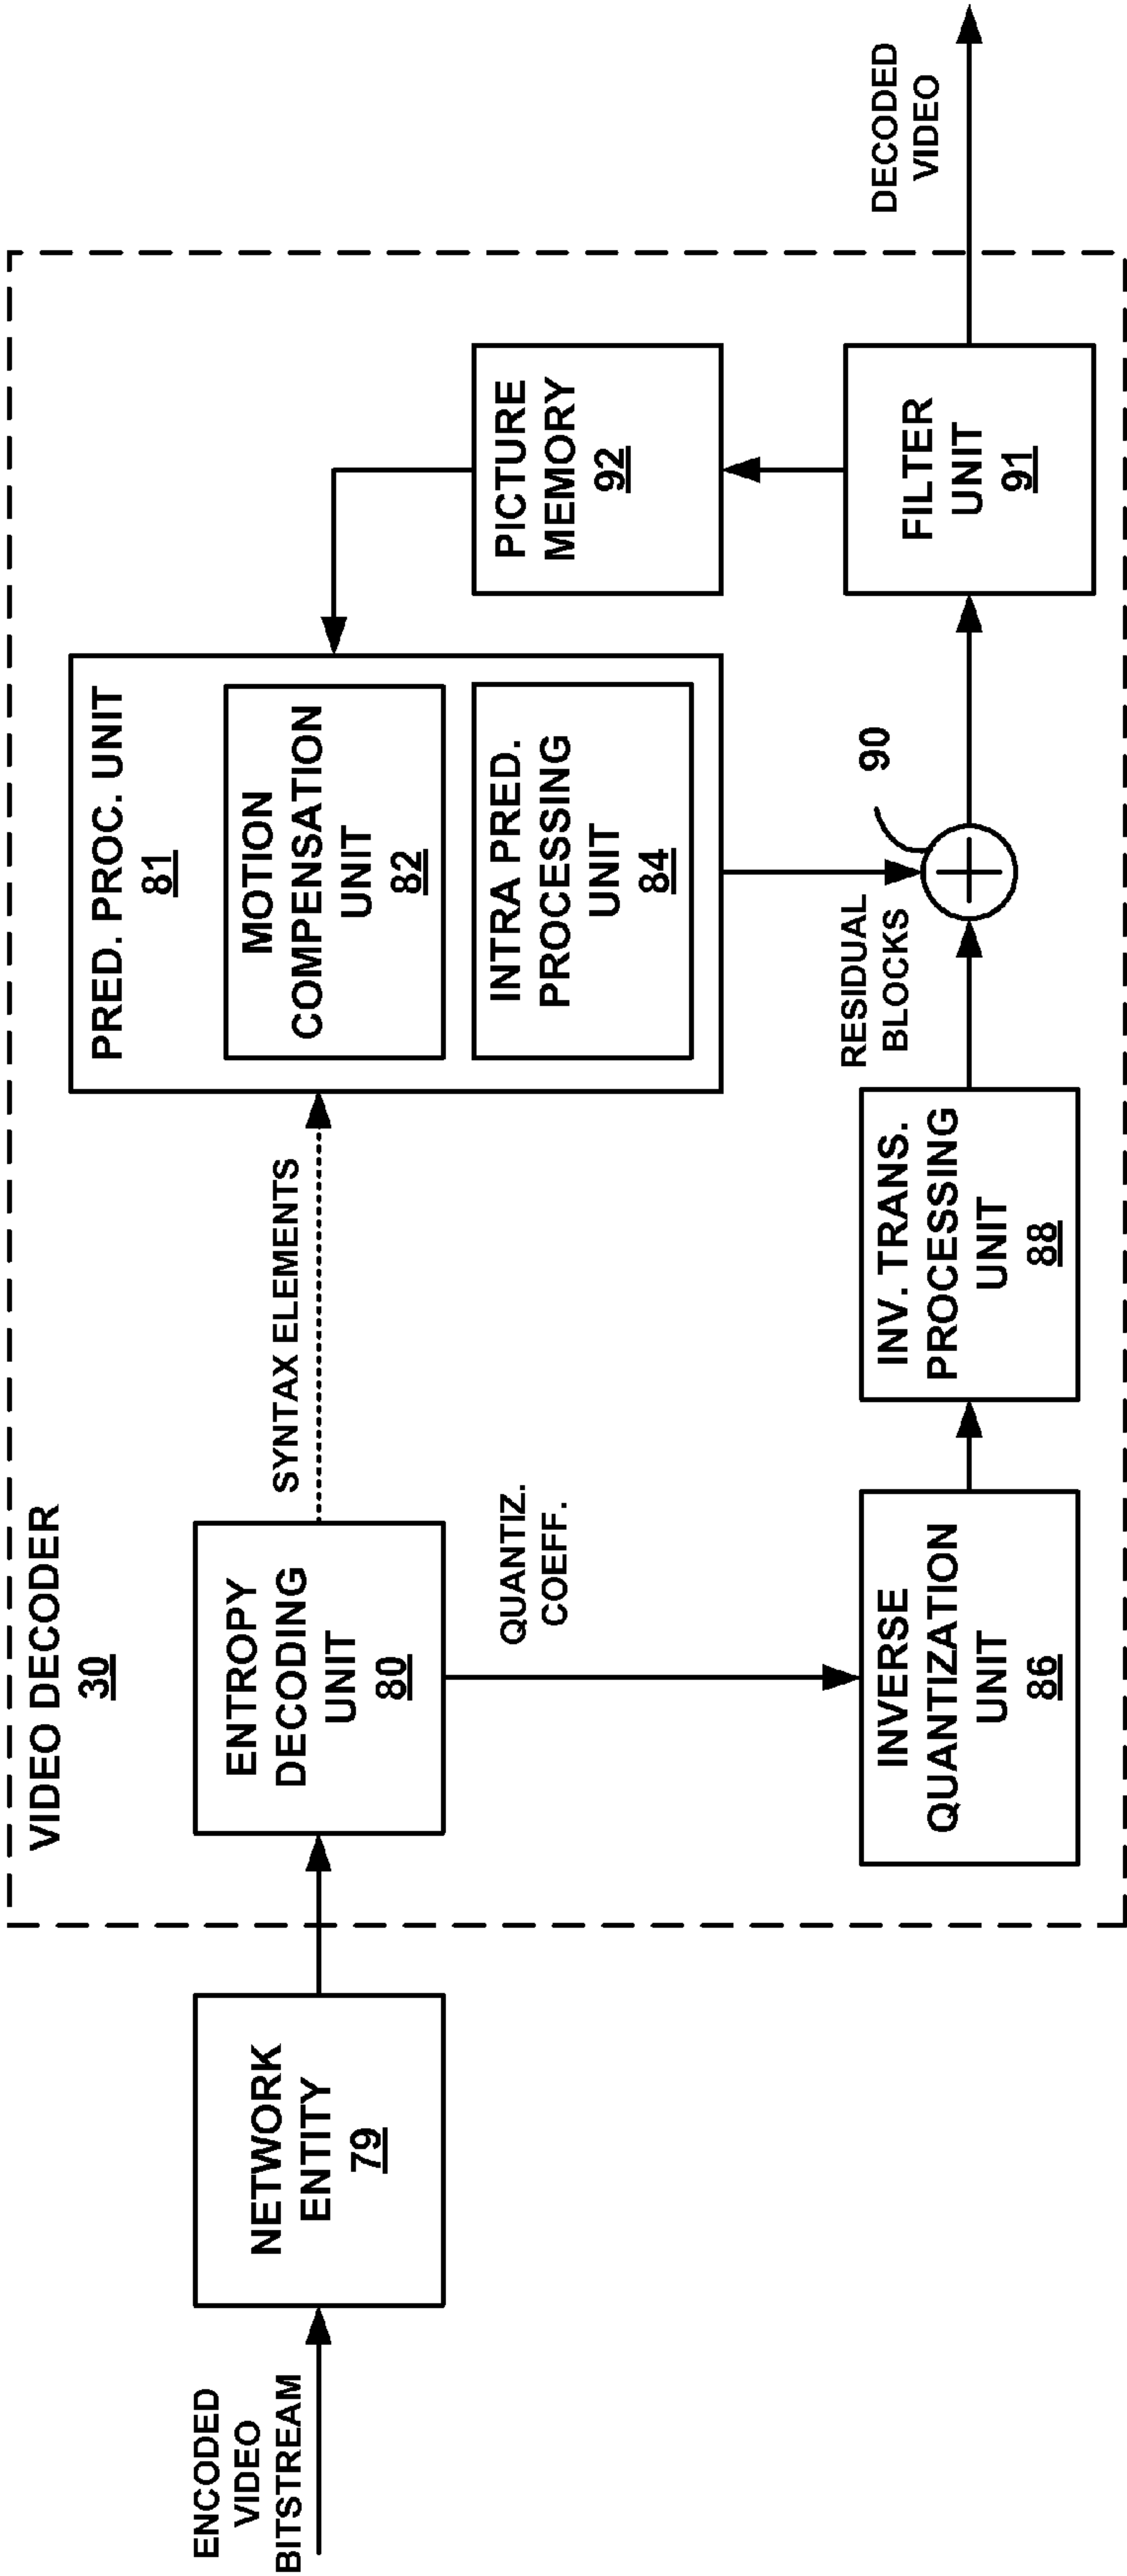 VIDEO DECODER
30
ENCODED
VIDEO
BITSTREAM
NETWORK
ENTITY
79
ENTROPY
DECODING
UNIT
80
SYNTAX ELEMENTS
QUANTIZ.
COEFF.
PRED. PROC. UNIT
81
MOTION
COMPENSATION
UNIT
82
INTRA PRED.
PROCESSING
UNIT
84
PICTURE
MEMORY
92
INVERSE
QUANTIZATION
UNIT
86
INV. TRANS.
PROCESSING
UNIT
88
RESIDUAL
BLOCKS
90
FILTER
UNIT
91
DECODED
VIDEO